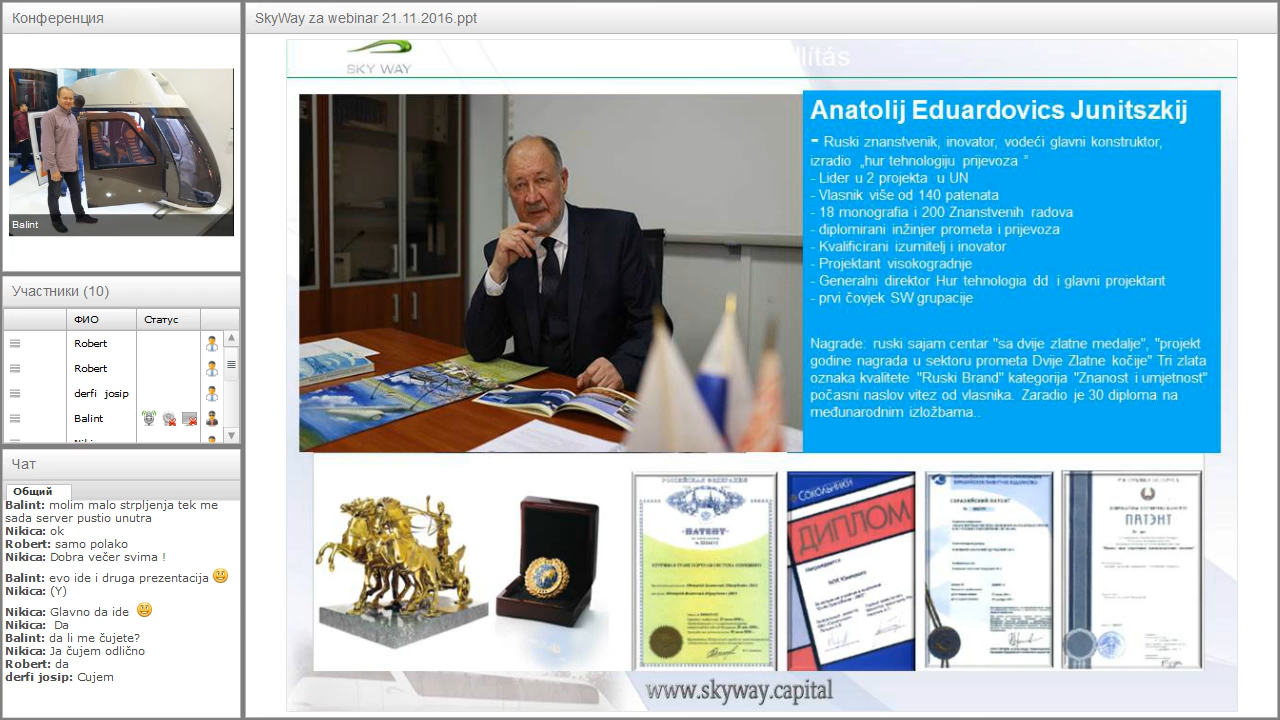 Конференция
Balint
Участники (10)
ФИО Статус
Robert
Robert
derfi josip
Balint
Чат
Общий
Balint: molim malo strpljenja tek me
sada server pustio unutra
Nikica: ok
Robert: samo polako
Nikica: Dobra večer svima !
Balint: evo ide i druga prezentacija
Nikica: (Y)
Nikica: Glavno da ide
Nikica: Da
Balint: a li me čujete?
Nikica: Ja čujem odlično
Robert: da
derfi josip: Cujem
SkyWay za webinar 21.11.2016.ppt
SKY WAY
llítás
Anatolij Eduardovics Junitszkij
- Ruski znanstvenik, inovator, vodeći glavni konstruktor,
izradio „hur tehnologiju prijevoza “
- Lider u 2 projekta u UN
- Vlasnik više od 140 patenata
- 18 monografia i 200 Znanstvenih radova
- diplomirani inžinjer prometa i prijevoza
- Kvalificirani izumitelj i inovator
- Projektant visokogradnje
- Generalni direktor Hur tehnologia dd i glavni projektant
- prvi čovjek SW grupacije
Nagrade: ruski sajam centar "sa dvije zlatne medalje", "projekt
godine nagrada u sektoru prometa Dvije Zlatne kočije" Tri zlata
oznaka kvalitete "Ruski Brand" kategorija "Znanost i umjetnost"
počasni naslov vitez od vlasnika. Zaradio je 30 diploma na
međunarodnim izložbama..
РОССИЙСКАЯ ФЕДЕРАЦИЯ
ПАТЕНТ
СОКОЛЬНИКИ
ДИПЛОМ
ЕВРАЗИЙСКИЙ ПАТЕНТ
ПАТЭНТ
www.skyway.capital